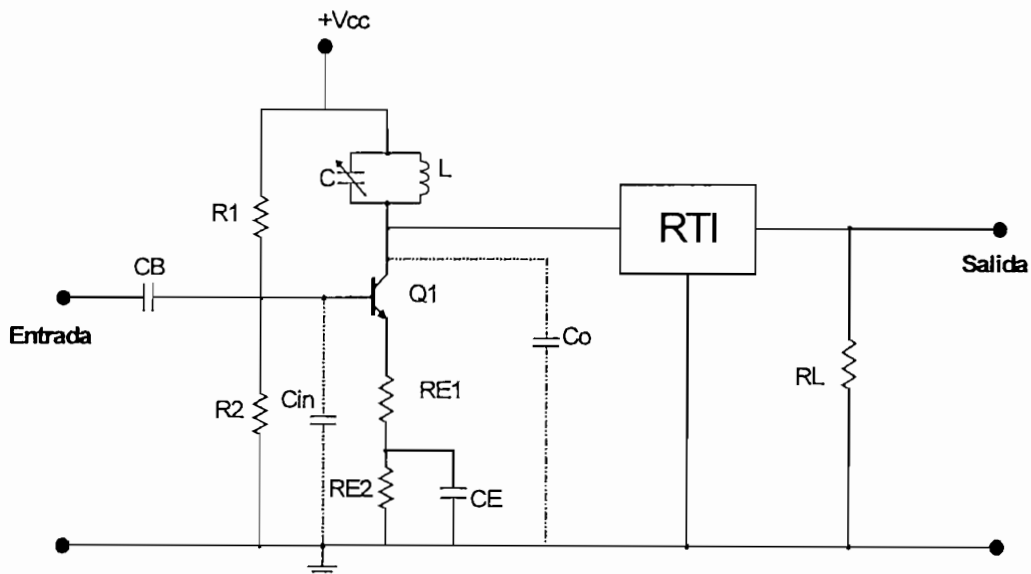 +Vcc
C
L
R1
RTI
CB
Q1
Salida
Entrada
Co
RE1
RL
R2
Cin
RE2
CE